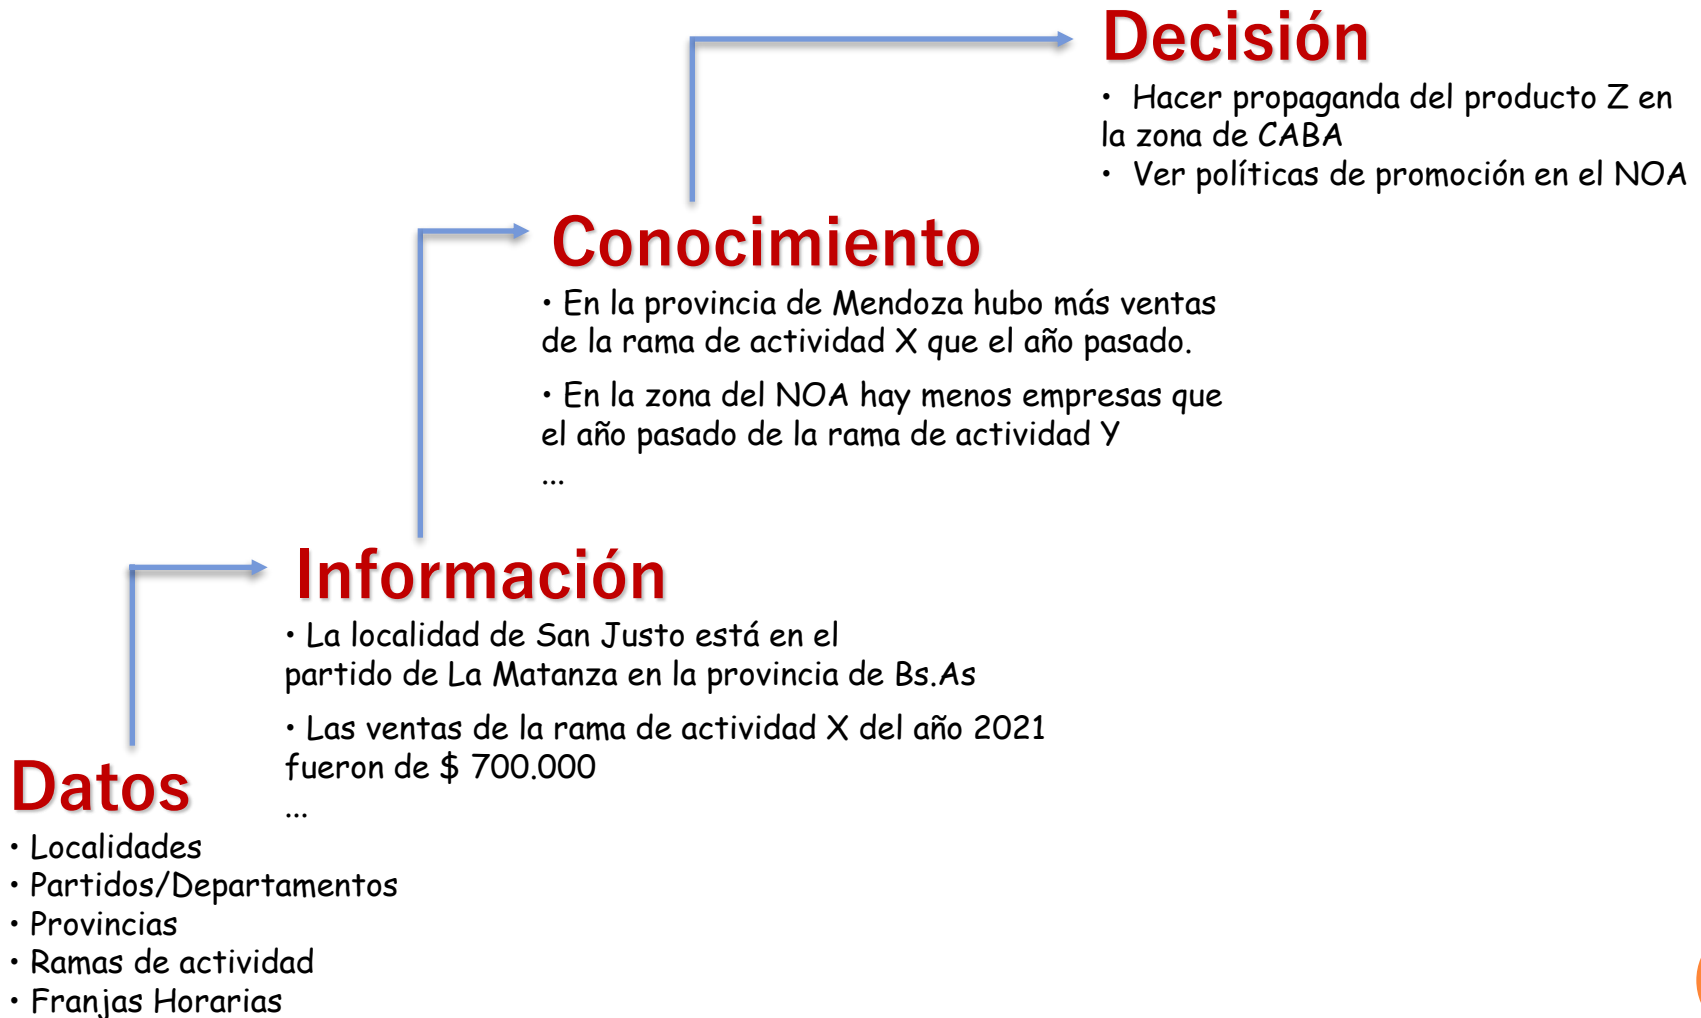 Decisión
• Hacer propaganda del producto Z en
la zona de CABA
• Ver políticas de promoción en el NOA
Conocimiento
• En la provincia de Mendoza hubo más ventas
de la rama de actividad X que el año pasado.
• En la zona del NOA hay menos empresas que
el año pasado de la rama de actividad Y
...
Información
• La localidad de San Justo está en el
partido de La Matanza en la provincia de Bs.As
• Las ventas de la rama de actividad X del año 2021
fueron de $ 700.000
...
Datos
• Localidades
• Partidos/Departamentos
• Provincias
• Ramas de actividad
• Franjas Horarias